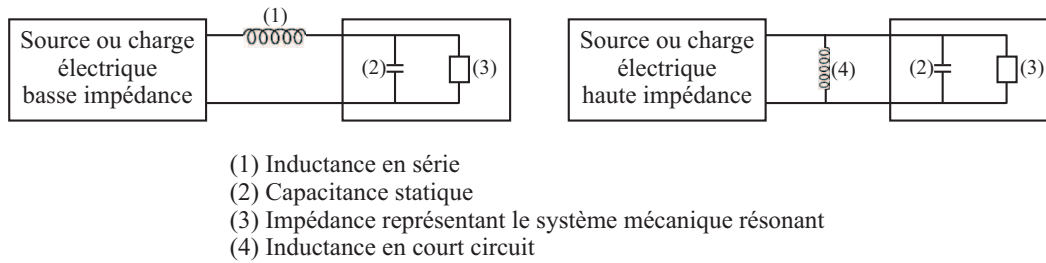 (1)
Source ou charge
électrique
basse impédance
(2)
(3)
Source ou charge
électrique
haute impédance
(4)
(2)
(3)
(1) Inductance en série
(2) Capacitance statique
(3) Impédance représentant le système mécanique résonant
(4) Inductance en court circuit